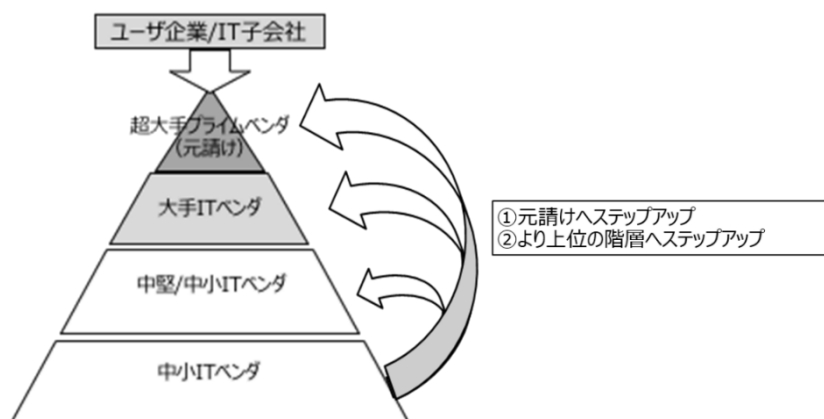 ユーザ企業/IT子会社
超大手プライムベンダ
(元請け)
大手ITベンダ
中堅/中小ITベンダ
中小ITベンダ
①元請けへステップアップ
②より上位の階層へステップアップ